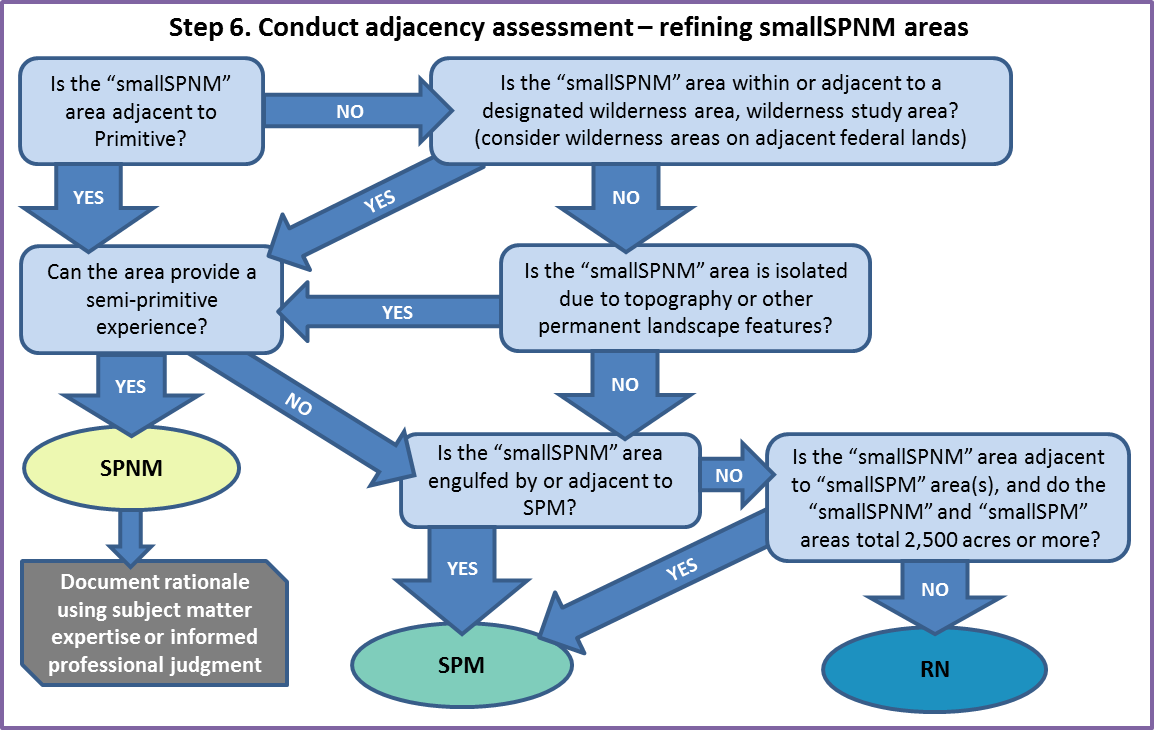 Step 6. Conduct adjacency assessment – refining smallSPNM areas
Is the “smallSPNM”
area adjacent to
Primitive?
NO
Is the “smallSPNM” area within or adjacent to a
designated wilderness area, wilderness study area?
(consider wilderness areas on adjacent federal lands)
YES
YES
NO
Can the area provide a
semi-primitive
experience?
YES
Is the “smallSPNM” area is isolated
due to topography or other
permanent landscape features?
YES
NO
NO
SPNM
Is the “smallSPNM” area
engulfed by or adjacent to
SPM?
NO
Is the “smallSPNM” area adjacent
to “smallSPM” area(s), and do the
“smallSPNM” and “smallSPM”
areas total 2,500 acres or more?
Document rationale
using subject matter
expertise or informed
professional judgment
YES
YES
NO
SPM
RN